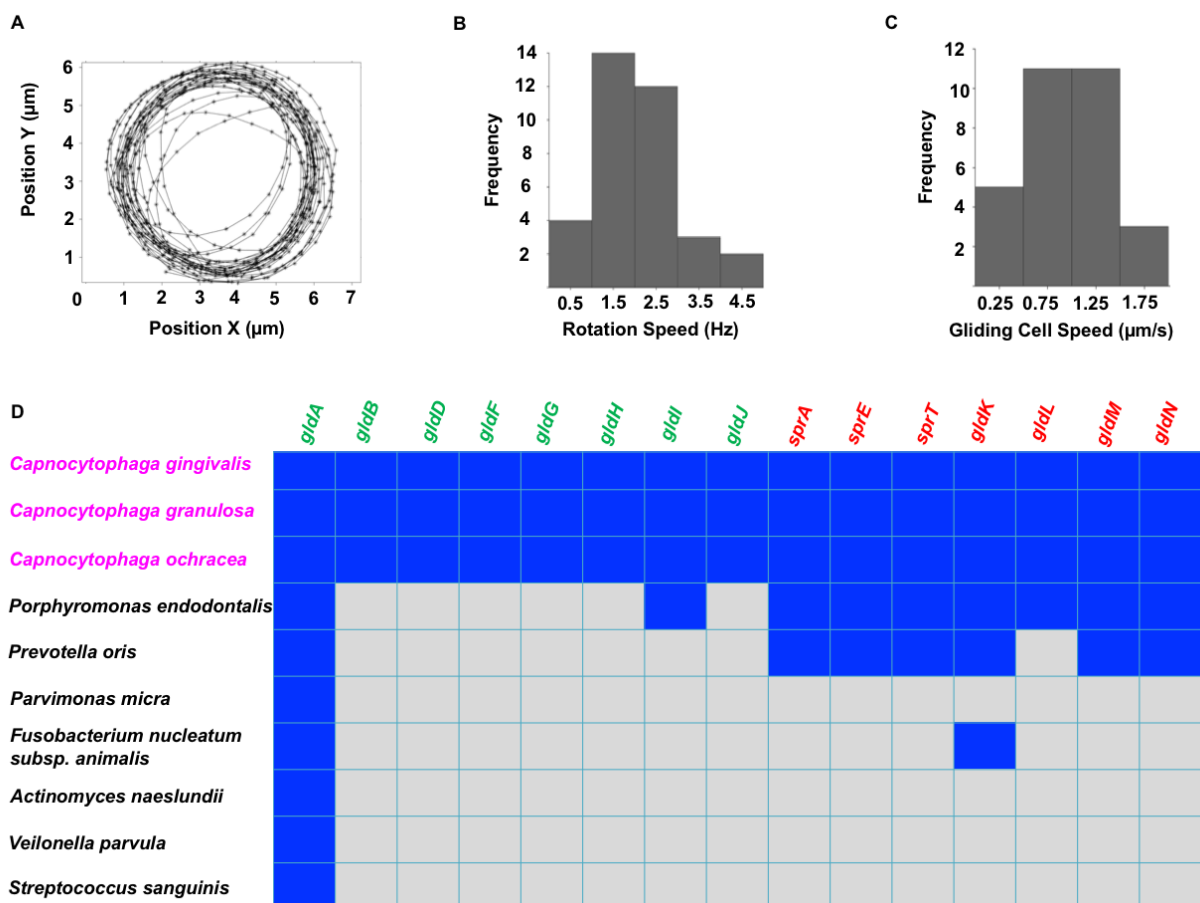 A
B
C
6
5
4
3
2
1
0 1 2 3 4 5 6 7
Position Y (µm)
Position X (µm)
14
12
10
8
6
4
2
Frequency
0.5 1.5 2.5 3.5 4.5
Rotation Speed (Hz)
12
10
8
6
4
2
Frequency
0.25 0.75 1.25 1.75
Gliding Cell Speed (µm/s)
D
gldA gldB gldD gldF gldG gldH gldI gldJ sprA sprE sprT gldK gldL gldM gldN
Capnocytophaga gingivalis
Capnocytophaga granulosa
Capnocytophaga ochracea
Porphyromonas endodontalis
Prevotella oris
Parvimonas micra
Fusobacterium nucleatum
subsp. animalis
Actinomyces naeslundii
Veilonella parvula
Streptococcus sanguinis